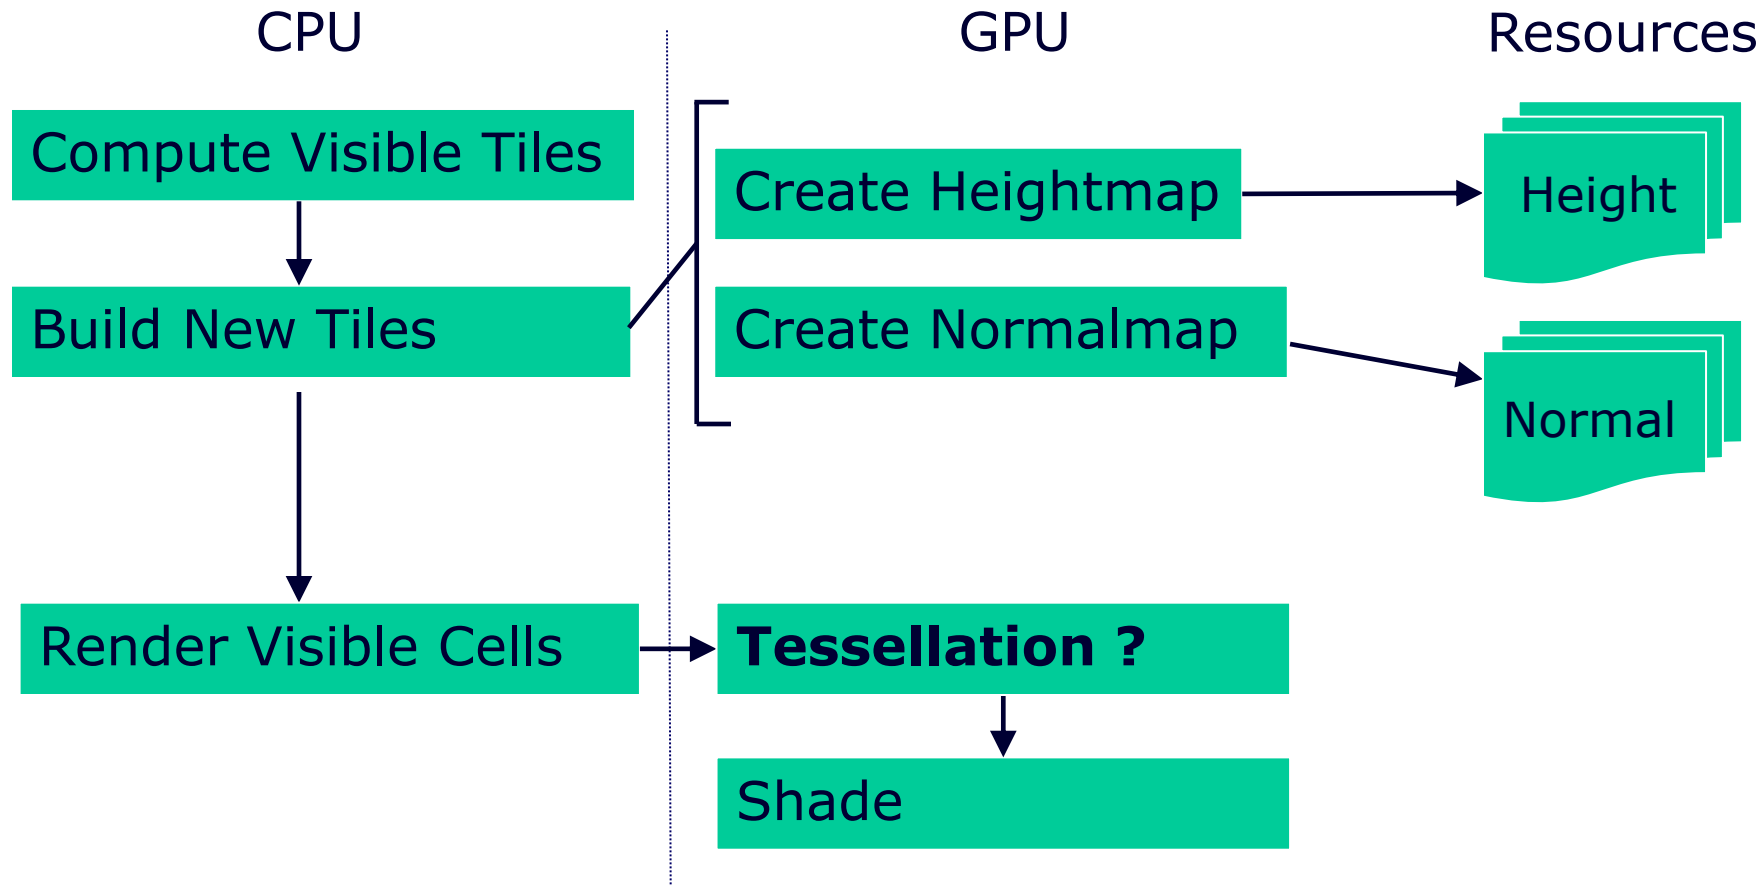 CPU
GPU
Resources
Compute Visible Tiles
Create Heightmap
Height
Build New Tiles
Create Normalmap
Normal
Render Visible Cells
Tessellation ?
Shade